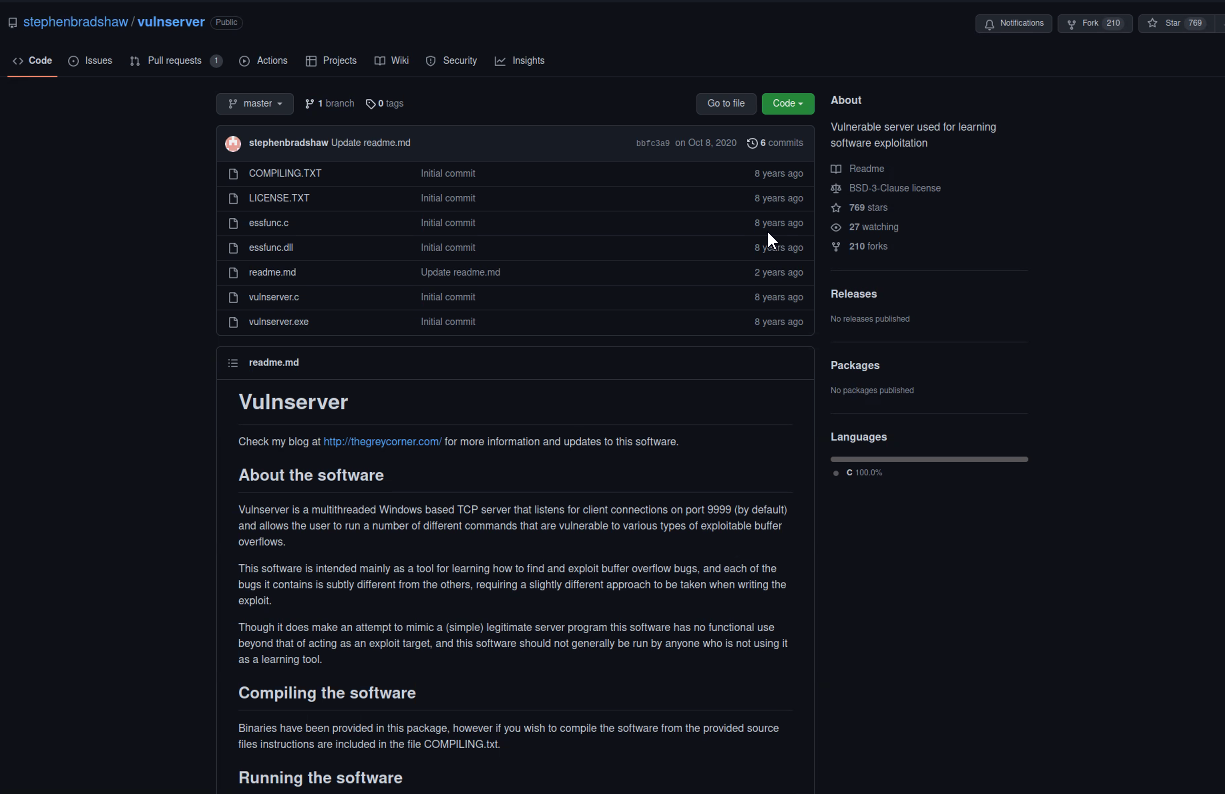 stephenbradshaw / vulnserver Public
Notifications Fork 210 Star 769
Code Issues Pull requests 1 Actions Projects Wiki Security Insights
master 1 branch 0 tags Go to file Code
stephenbradshaw Update readme.md bbfc3a9 on Oct 8, 2020 6 commits
COMPILING.TXT Initial commit 8 years ago
LICENSE.TXT Initial commit 8 years ago
essfunc.c Initial commit 8 years ago
essfunc.dll Initial commit 8 years ago
readme.md Update readme.md 2 years ago
vulnserver.c Initial commit 8 years ago
vulnserver.exe Initial commit 8 years ago
readme.md
Vulnserver
Check my blog at http://thegreycorner.com/ for more information and updates to this software.
About the software
Vulnserver is a multithreaded Windows based TCP server that listens for client connections on port 9999 (by default)
and allows the user to run a number of different commands that are vulnerable to various types of exploitable buffer
overflows.
This software is intended mainly as a tool for learning how to find and exploit buffer overflow bugs, and each of the
bugs it contains is subtly different from the others, requiring a slightly different approach to be taken when writing the
exploit.
Though it does make an attempt to mimic a (simple) legitimate server program this software has no functional use
beyond that of acting as an exploit target, and this software should not generally be run by anyone who is not using it
as a learning tool.
Compiling the software
Binaries have been provided in this package, however if you wish to compile the software from the provided source
files instructions are included in the file COMPILING.txt.
Running the software
About
Vulnerable server used for learning
software exploitation
Readme
BSD-3-Clause license
769 stars
27 watching
210 forks
Releases
No releases published
Packages
No packages published
Languages
C 100.0%